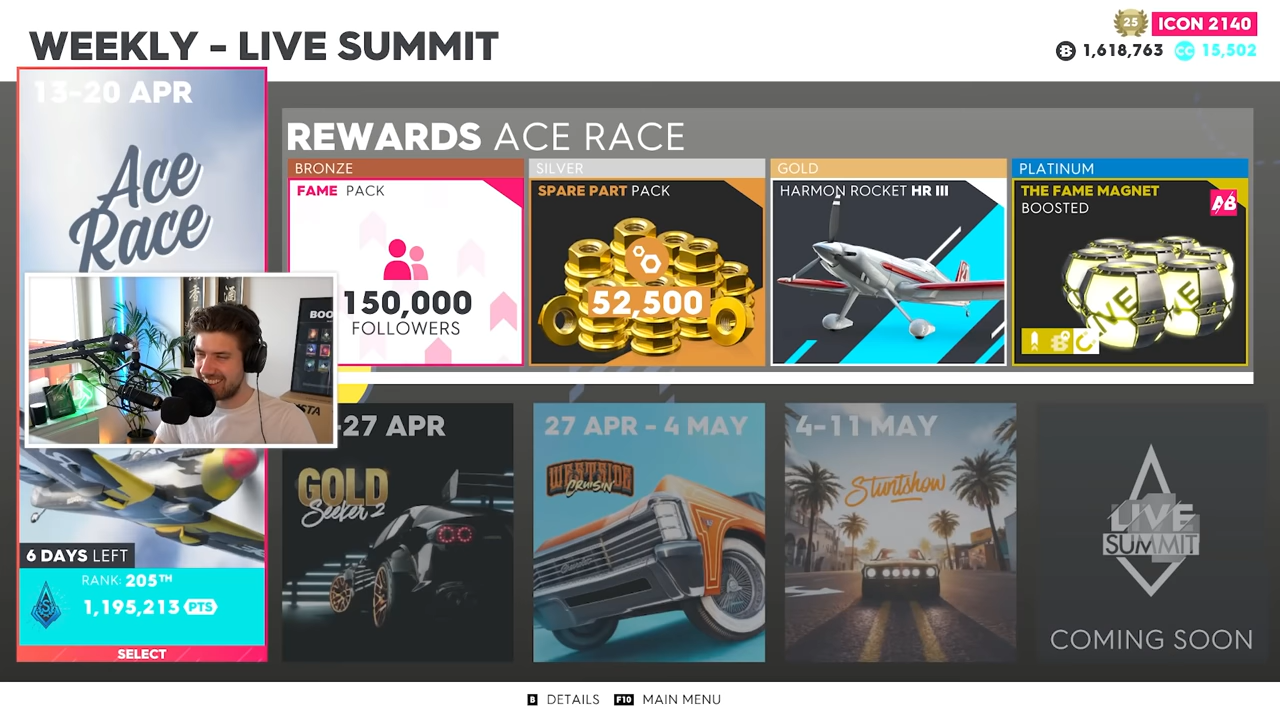 WEEKLY - LIVE SUMMIT
25
ICON 2140
1,618,763
CC 15,502
13-20 APR
Ace
Race
REWARDS ACE RACE
BRONZE
FAME PACK
150,000
FOLLOWERS
SILVER
SPARE PART PACK
52,500
GOLD
HARMON ROCKET HR III
PLATINUM
THE FAME MAGNET
BOOSTED
6 DAYS LEFT
RANK: 205TH
1,195,213 PTS
SELECT
-27 APR
GOLD
Seeker 2
27 APR - 4 MAY
WESTSIDE
Cruisin'
4-11 MAY
Stuntshow
LIVE
SUMMIT
COMING SOON
B DETAILS F10 MAIN MENU